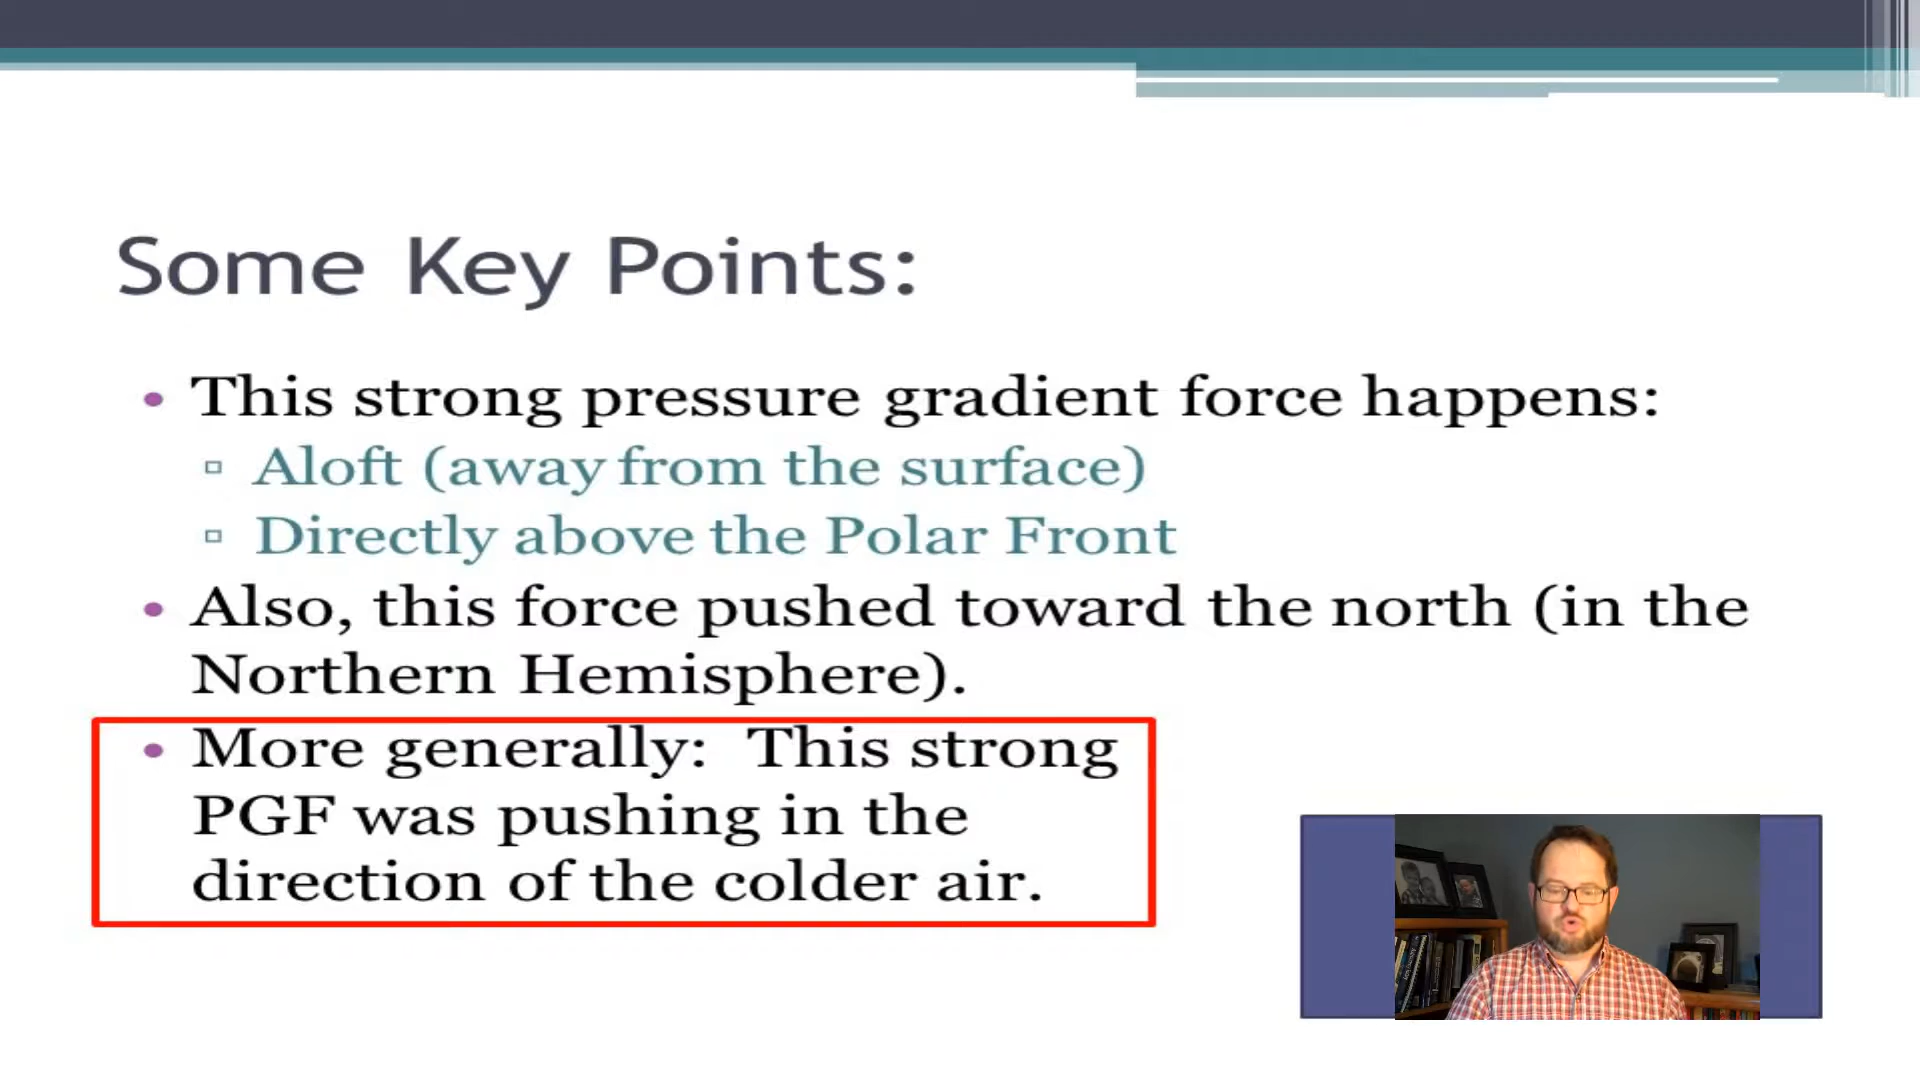 Some Key Points:
• This strong pressure gradient force happens:
▫ Aloft (away from the surface)
▫ Directly above the Polar Front
• Also, this force pushed toward the north (in the
Northern Hemisphere).
• More generally:  This strong
PGF was pushing in the
direction of the colder air.